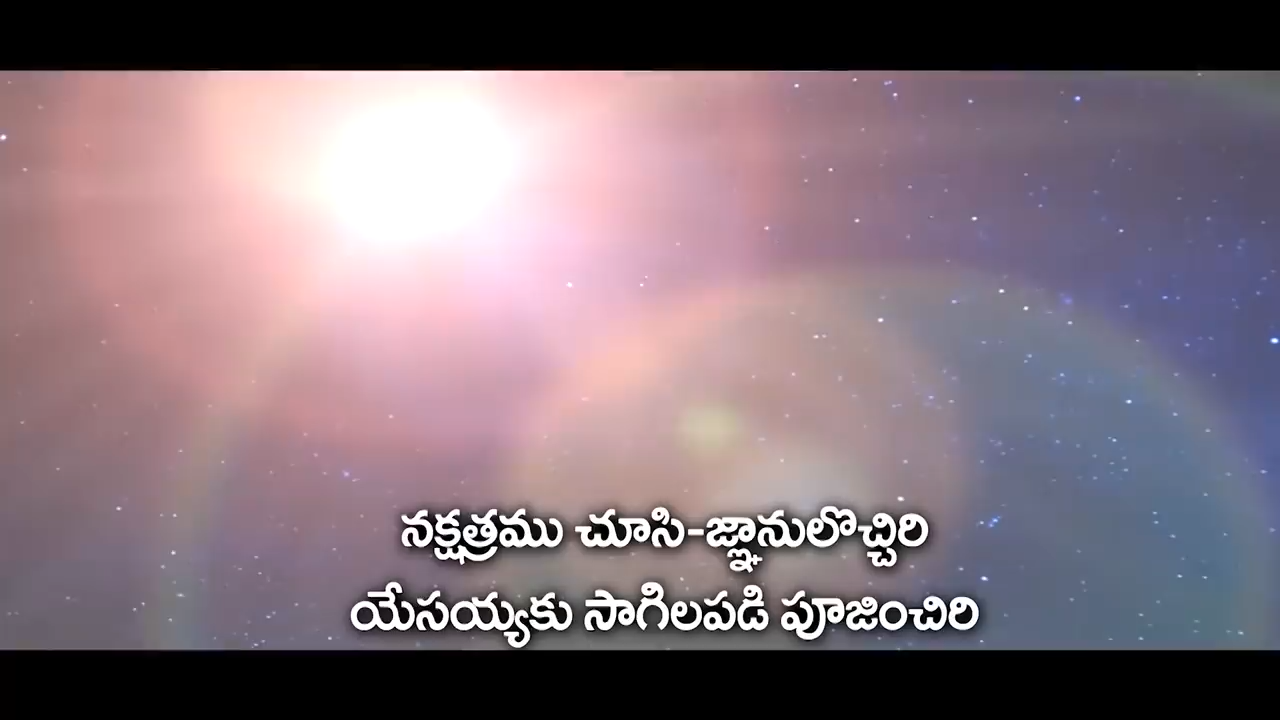 నక్షత్రము చూసి-జ్ఞానులొచ్చిరి
యేసయ్యకు సాగిలపడి పూజించిరి